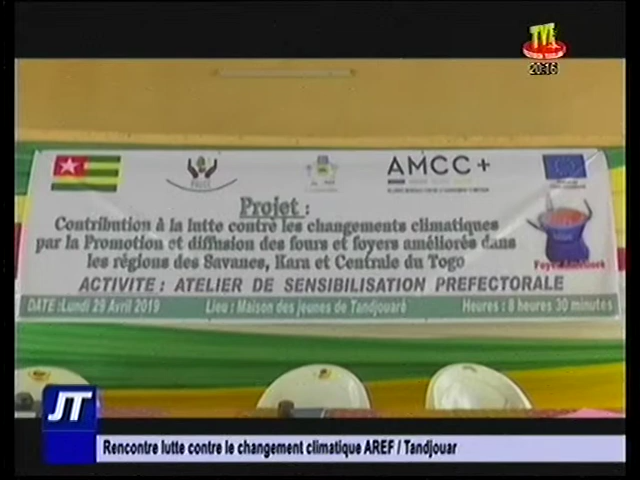 TVT
20:16
AMCC+
Projet :
Contribution à la lutte contre les changements climatiques
par la Promotion et diffusion des fours et foyers améliorés dans
les régions des Savanes, Kara et Centrale du Togo
ACTIVITE : ATELIER DE SENSIBILISATION PREFECTORALE
DATE :Lundi 29 Avril 2019 Lieu : Maison des jeunes de Tandjouaré Heures : 8 heures 30 minutes
JT
Rencontre lutte contre le changement climatique AREF / Tandjouar